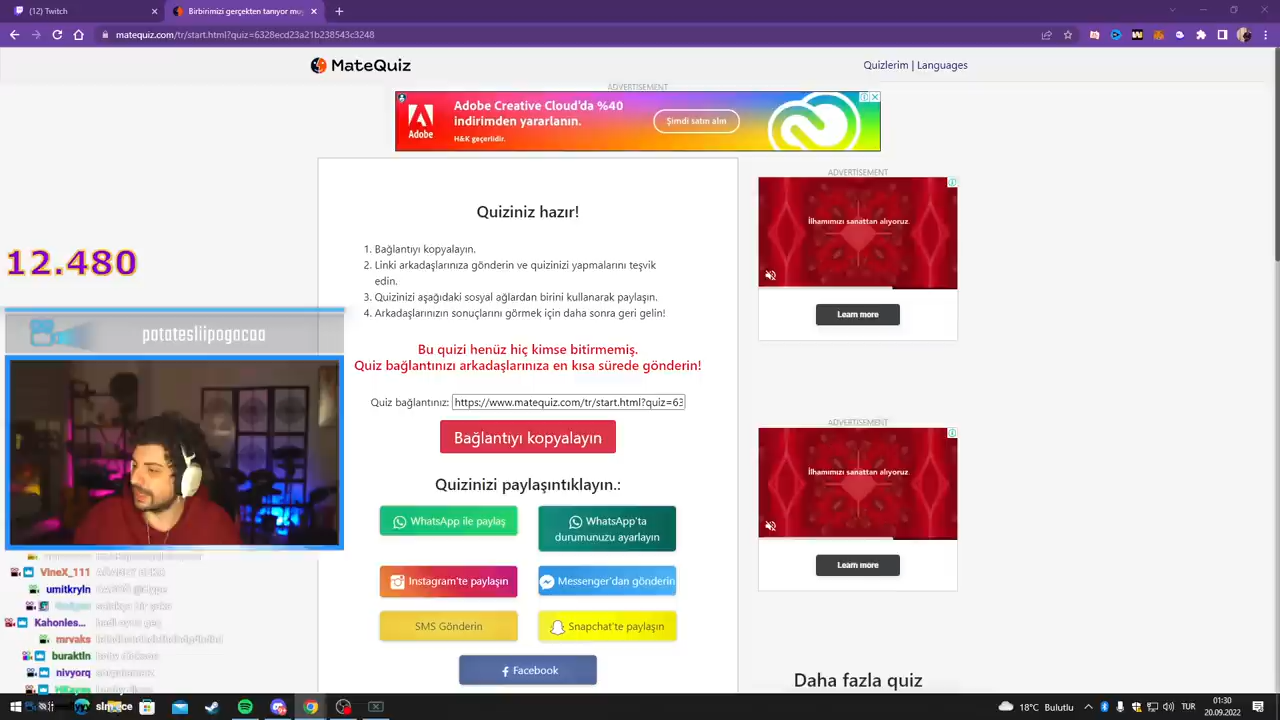 (12) Twitch
Birbirimizi gerçekten tanıyor mu
matequiz.com/tr/start.html?quiz=6328ecd23a21b238543c3248
MateQuiz
Quizlerim | Languages
ADVERTISEMENT
Adobe
Adobe Creative Cloud'da %40
indirimden yararlanın.
H&K geçerlidir.
Şimdi satın alın
ADVERTISEMENT
İlhamımızı sanattan alıyoruz.
Learn more
Quiziniz hazır!
1. Bağlantıyı kopyalayın.
2. Linki arkadaşlarınıza gönderin ve quizinizi yapmalarını teşvik
edin.
3. Quizinizi aşağıdaki sosyal ağlardan birini kullanarak paylaşın.
4. Arkadaşlarınızın sonuçlarını görmek için daha sonra geri gelin!
12.480
potatesliipogacaa
Bu quizi henüz hiç kimse bitirmemiş.
Quiz bağlantınızı arkadaşlarınıza en kısa sürede gönderin!
Quiz bağlantınız: https://www.matequiz.com/tr/start.html?quiz=63
Bağlantıyı kopyalayın
ADVERTISEMENT
İlhamımızı sanattan alıyoruz.
Learn more
Quizinizi paylaşıntıklayın.:
WhatsApp ile paylaş
WhatsApp'ta
durumunuzu ayarlayın
Instagram'te paylaşın
Messenger'dan gönderin
SMS Gönderin
Snapchat'te paylaşın
Facebook
VineX_111
umitkryln
Kahonles...
mrvaks
buraktln
nivyorq
Daha fazla quiz
18°C Bulutlu
TUR
01:30
20.09.2022